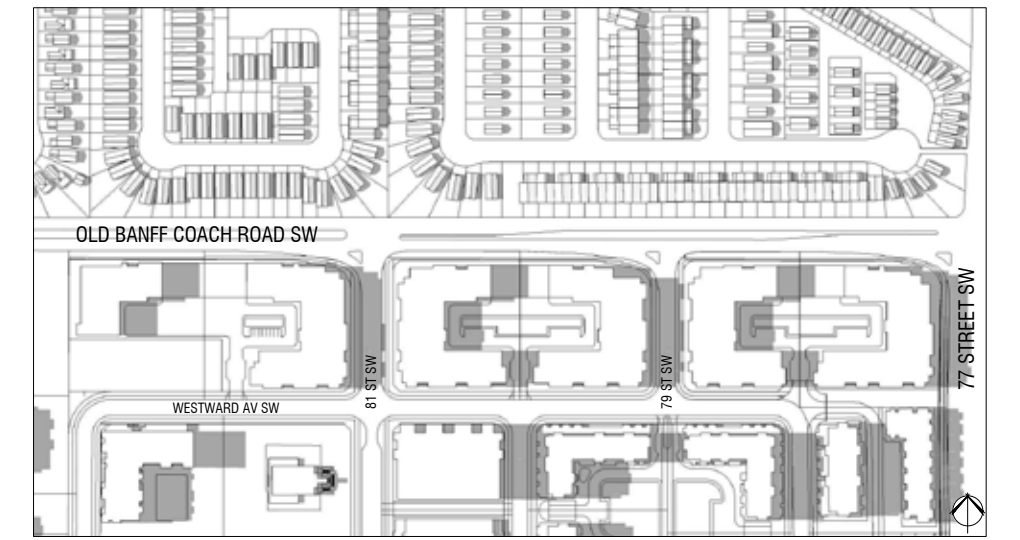 OLD BANFF COACH ROAD SW
77 STREET SW
81 ST SW
79 ST SW
WESTWARD AV SW